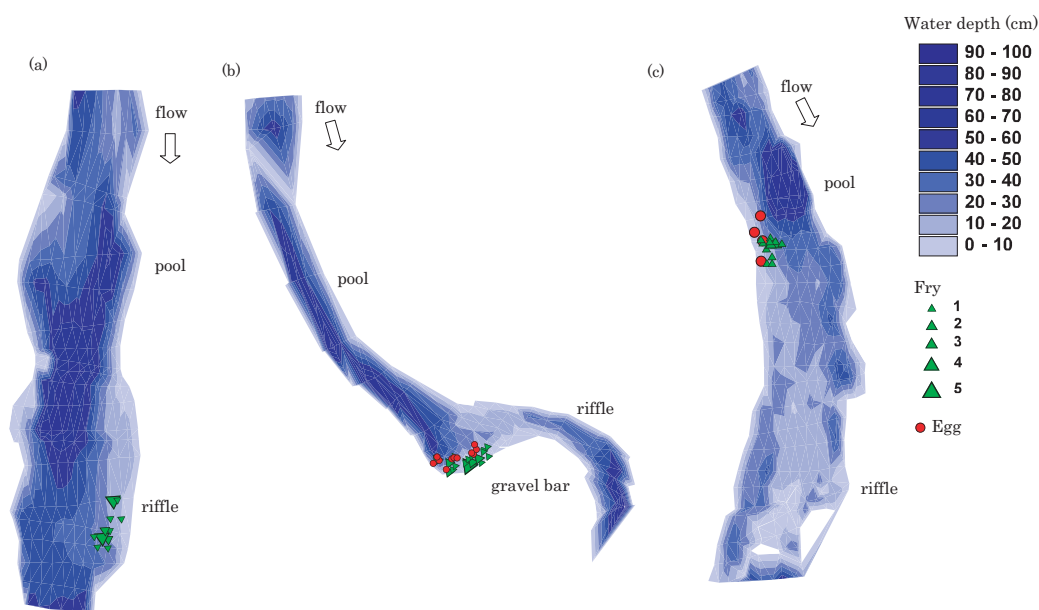 (a)
flow
pool
riffle
(b)
flow
pool
riffle
gravel bar
(c)
flow
pool
riffle
Water depth (cm)
90 - 100
80 - 90
70 - 80
60 - 70
50 - 60
40 - 50
30 - 40
20 - 30
10 - 20
0 - 10
Fry
1
2
3
4
5
Egg